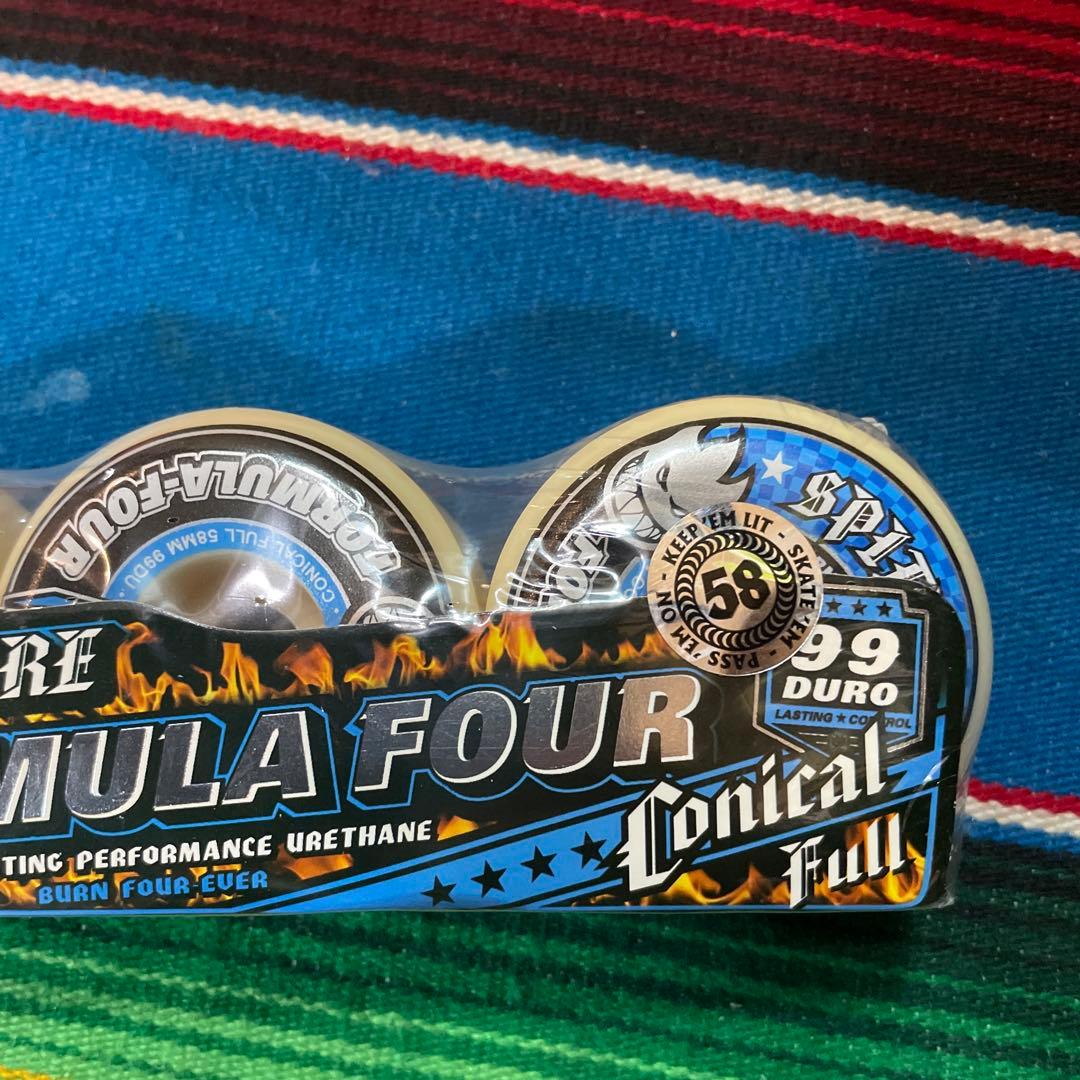 FORMULA-FOUR
CONICAL FULL 58MM 99DU
SPIT
KEEP 'EM LIT - SKATE 'EM - PASS 'EM ON -
58
99
DURO
LASTING ★ CONTROL
RE
MULA FOUR
TING PERFORMANCE URETHANE
BURN FOUR-EVER
Conical
Full